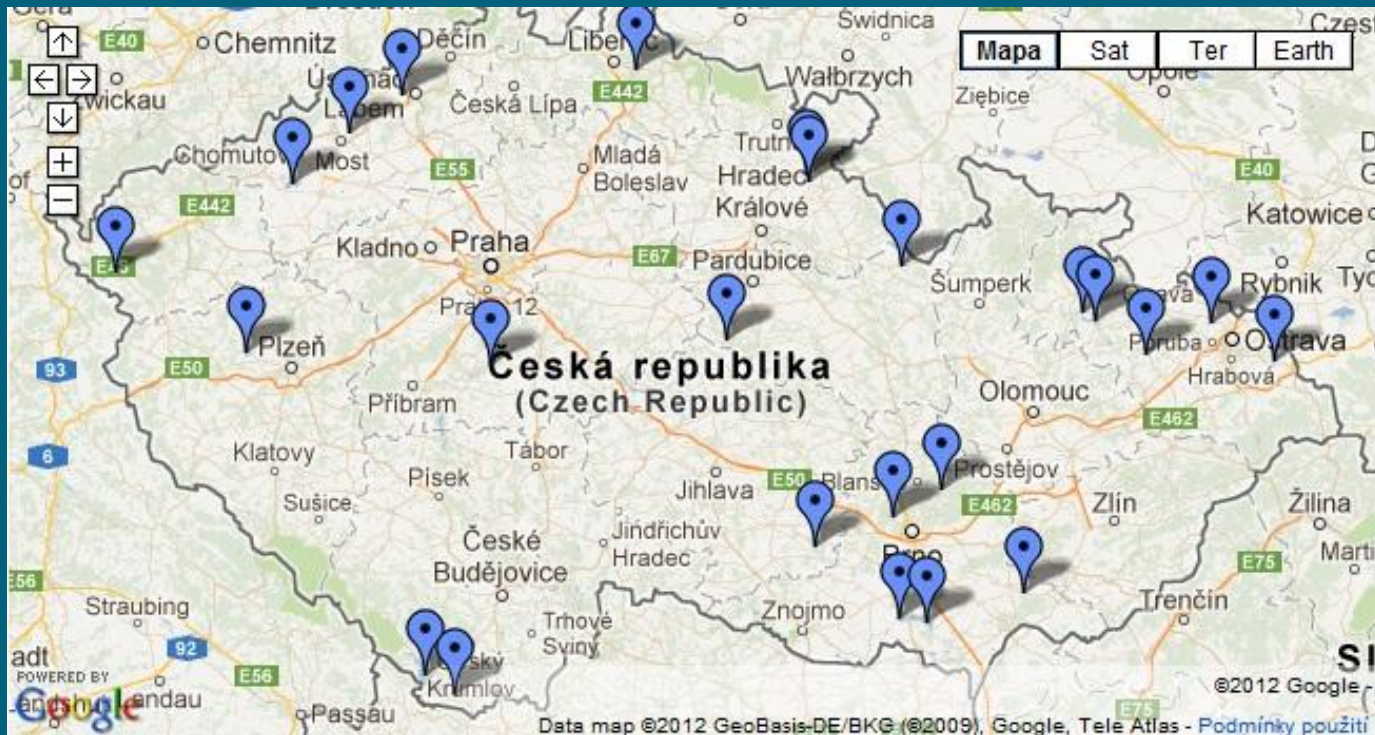 E40
Chemnitz
Děčín
Świdnica
Mapa
Sat
Ter
Earth
Wałbrzych
Opole
Ziębice
Česká Lípa
E442
Labem
Chomutov
Most
E55
Mladá
Boleslav
Hradec
Králové
E40
Katowice
E442
Kladno
Praha
E67
Pardubice
Šumperk
Rybnik
Plzeň
E50
93
Česká republika
(Czech Republic)
Poruba
Ostrava
Hrabová
Příbram
Olomouc
E462
Klatovy
Tábor
6
Písek
Jihlava
E50
Prostějov
Sušice
E462
Zlín
Žilina
Jindřichův
Hradec
Brno
České
Budějovice
E75
Straubing
Znojmo
Trenčín
Trhové
Sviny
92
E56
Krumlov
POWERED BY
Google
Passau
©2012 Google -
E75
Data map ©2012 GeoBasis-DE/BKG (©2009), Google, Tele Atlas - Podmínky použití